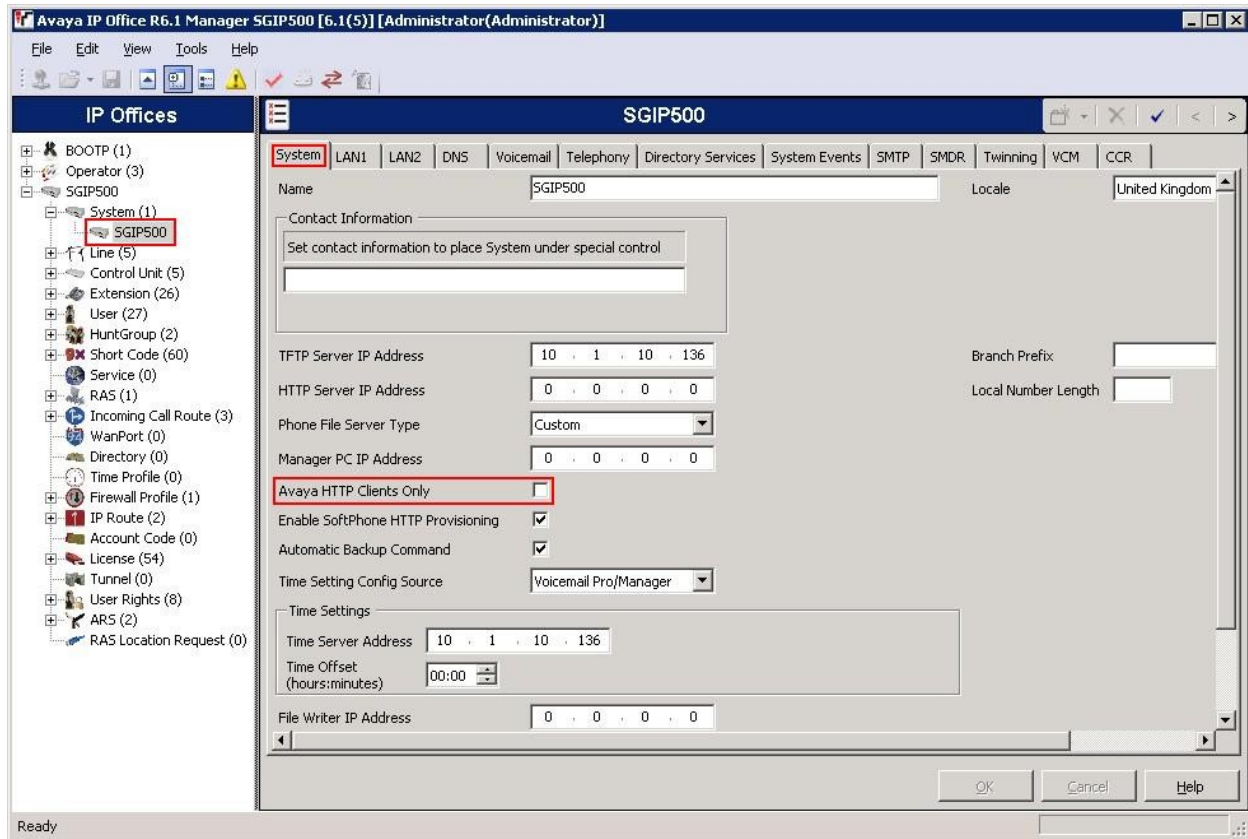 Avaya IP Office R6.1 Manager SGIP500 [6.1(5)] [Administrator(Administrator)]
File Edit View Tools Help
IP Offices
BOOTP (1)
Operator (3)
SGIP500
System (1)
SGIP500
Line (5)
Control Unit (5)
Extension (26)
User (27)
HuntGroup (2)
Short Code (60)
Service (0)
RAS (1)
Incoming Call Route (3)
WanPort (0)
Directory (0)
Time Profile (0)
Firewall Profile (1)
IP Route (2)
Account Code (0)
License (54)
Tunnel (0)
User Rights (8)
ARS (2)
RAS Location Request (0)
SGIP500
System LAN1 LAN2 DNS Voicemail Telephony Directory Services System Events SMTP SMDR Twinning VCM CCR
Name SGIP500 Locale United Kingdom
Contact Information
Set contact information to place System under special control
TFTP Server IP Address 10 . 1 . 10 . 136 Branch Prefix
HTTP Server IP Address 0 . 0 . 0 . 0 Local Number Length
Phone File Server Type Custom
Manager PC IP Address 0 . 0 . 0 . 0
Avaya HTTP Clients Only
Enable SoftPhone HTTP Provisioning
Automatic Backup Command
Time Setting Config Source Voicemail Pro/Manager
Time Settings
Time Server Address 10 . 1 . 10 . 136
Time Offset
(hours:minutes) 00:00
File Writer IP Address 0 . 0 . 0 . 0
OK Cancel Help
Ready